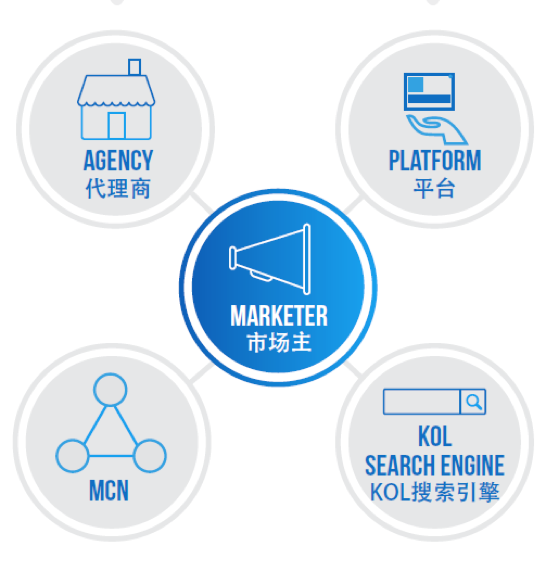 AGENCY
代理商
PLATFORM
平台
MARKETER
市场主
MCN
KOL
SEARCH ENGINE
KOL搜索引擎